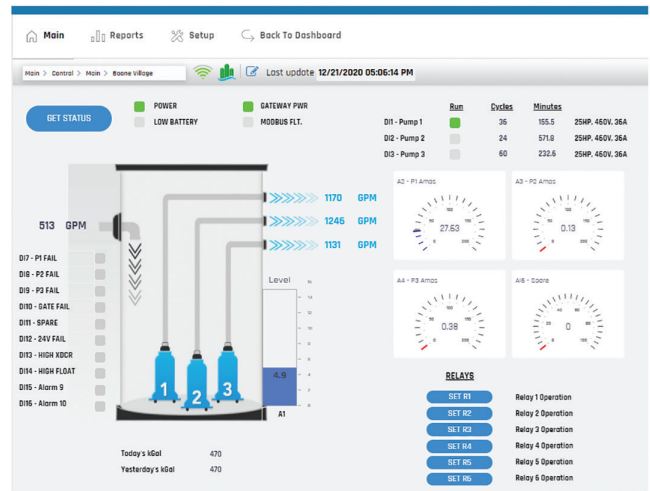 Main Reports Setup Back To Dashboard
Main > Control > Main > Boone Village
Last update 12/21/2020 05:06:14 PM
GET STATUS
POWER
LOW BATTERY
GATEWAY PWR
MODBUS FLT.
Run Cycles Minutes
DI1 - Pump 1 36 155.5 25HP. 460V. 36A
DI2 - Pump 2 24 571.8 25HP. 460V. 36A
DI3 - Pump 3 60 232.6 25HP. 460V. 36A
513 GPM
1170 GPM
1245 GPM
1131 GPM
DI7 - P1 FAIL
DI8 - P2 FAIL
DI9 - P3 FAIL
DI10 - GATE FAIL
DI11 - SPARE
DI12 - 24V FAIL
DI13 - HIGH XDCR
DI14 - HIGH FLOAT
DI15 - Alarm 9
DI16 - Alarm 10
1 2 3
Level
4.9
A1
Today's kGal 470
Yesterday's kGal 470
A2 - P1 Amps
27.63
A3 - P2 Amps
0.13
A4 - P3 Amps
0.38
AI6 - Spare
0
RELAYS
SET R1 Relay 1 Operation
SET R2 Relay 2 Operation
SET R3 Relay 3 Operation
SET R4 Relay 4 Operation
SET R5 Relay 5 Operation
SET R6 Relay 6 Operation